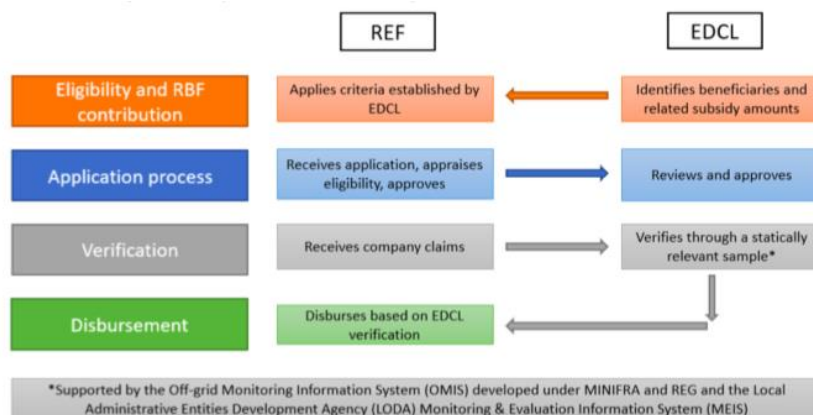 REF
EDCL
Eligibility and RBF
contribution
Applies criteria established by
EDCL
Identifies beneficiaries and
related subsidy amounts
Application process
Receives application, appraises
eligibility, approves
Reviews and approves
Verification
Receives company claims
Verifies through a statically
relevant sample*
Disbursement
Disburses based on EDCL
verification
*Supported by the Off-grid Monitoring Information System (OMIS) developed under MINIFRA and REG and the Local
Administrative Entities Development Agency (LODA) Monitoring & Evaluation Information System (MEIS)